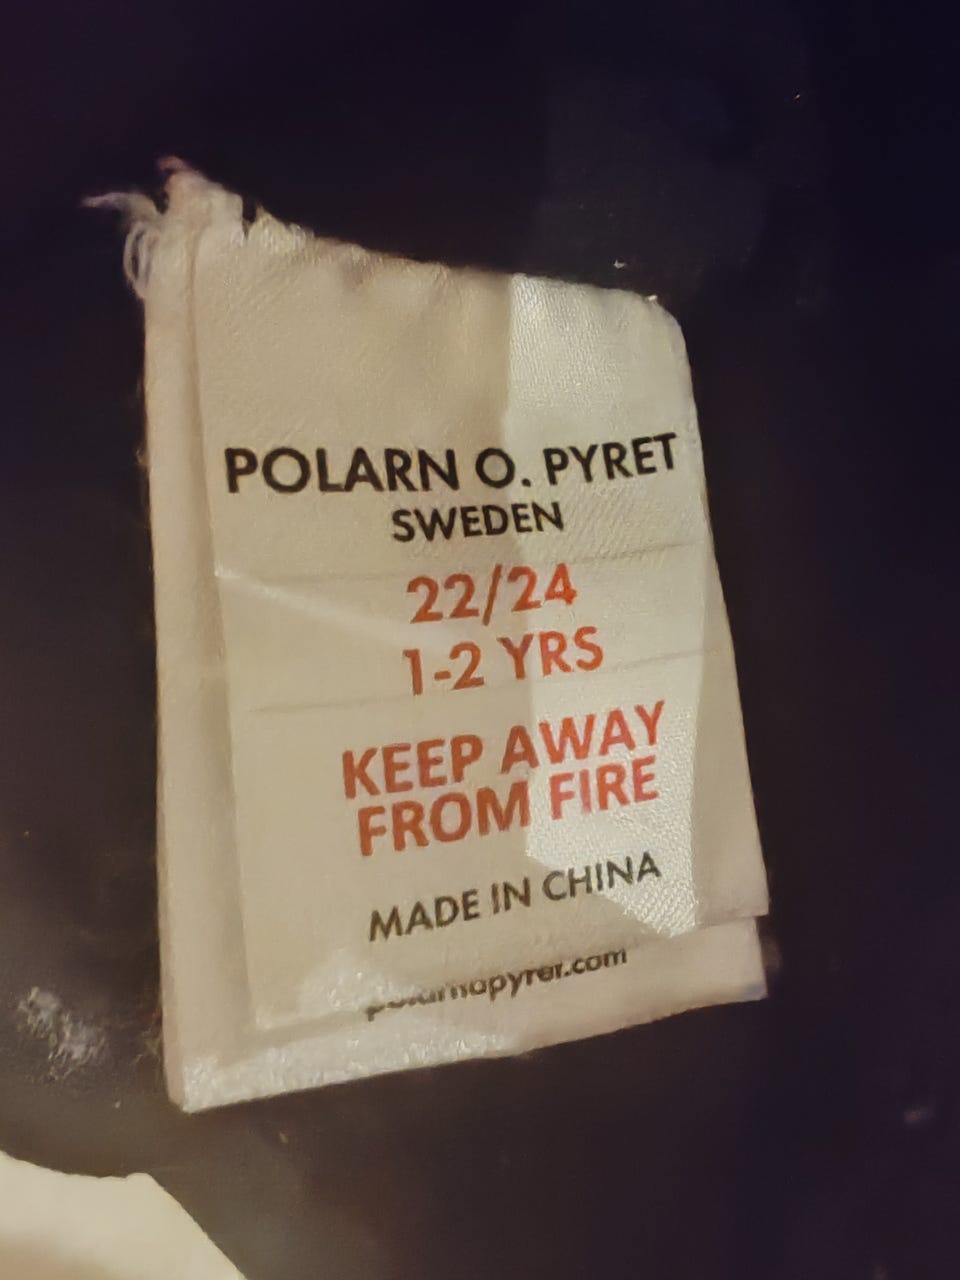 POLARN O. PYRET
SWEDEN
22/24
1-2 YRS
KEEP AWAY
FROM FIRE
MADE IN CHINA
polarnopyret.com